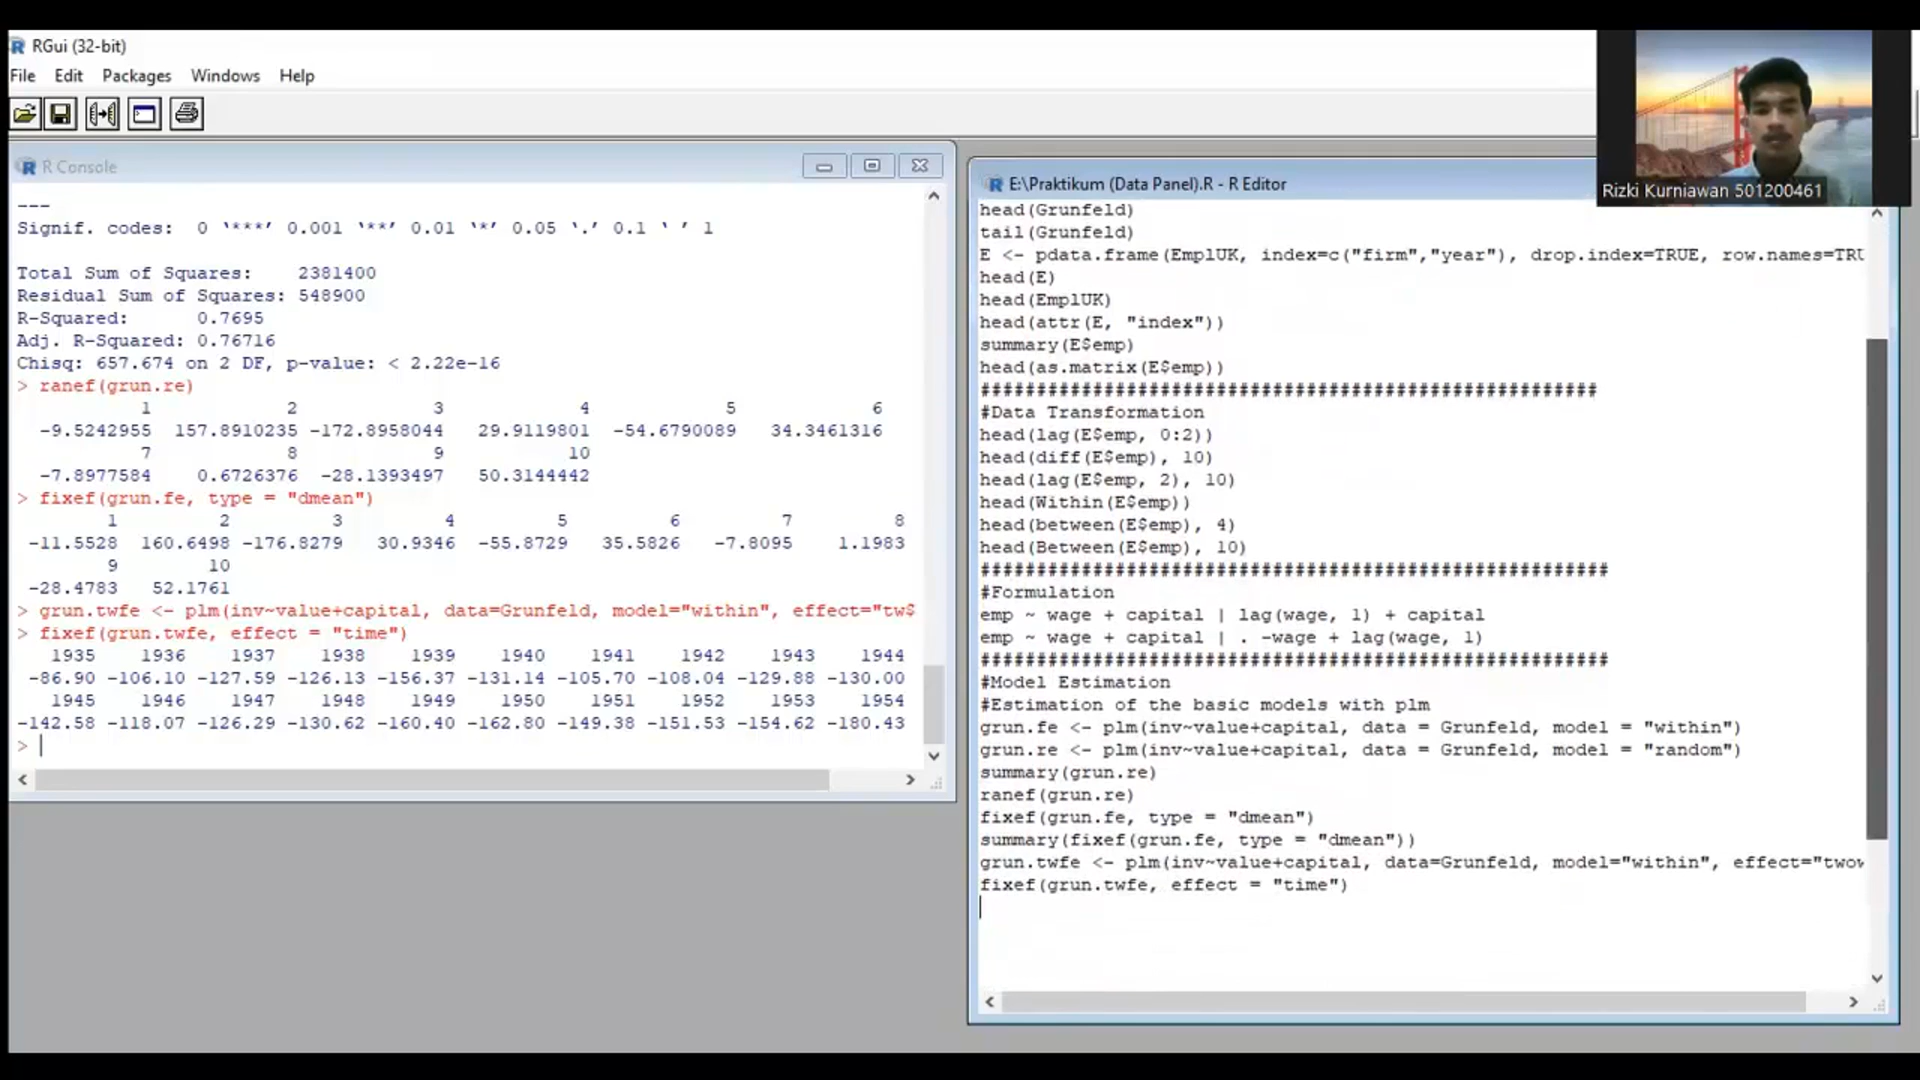 RGui (32-bit)
File Edit Packages Windows Help
R Console
---
Signif. codes:  0 ‘***’ 0.001 ‘**’ 0.01 ‘*’ 0.05 ‘.’ 0.1 ‘ ’ 1
Total Sum of Squares:    2381400
Residual Sum of Squares: 548900
R-Squared:      0.7695
Adj. R-Squared: 0.76716
Chisq: 657.674 on 2 DF, p-value: < 2.22e-16
> ranef(grun.re)
1 2 3 4 5 6
-9.5242955 157.8910235 -172.8958044 29.9119801 -54.6790089 34.3461316
7 8 9 10
-7.8977584 0.6726376 -28.1393497 50.3144442
> fixef(grun.fe, type = "dmean")
1 2 3 4 5 6 7 8
-11.5528 160.6498 -176.8279 30.9346 -55.8729 35.5826 -7.8095 1.1983
9 10
-28.4783 52.1761
> grun.twfe <- plm(inv~value+capital, data=Grunfeld, model="within", effect="tw$
> fixef(grun.twfe, effect = "time")
1935 1936 1937 1938 1939 1940 1941 1942 1943 1944
-86.90 -106.10 -127.59 -126.13 -156.37 -131.14 -105.70 -108.04 -129.88 -130.00
1945 1946 1947 1948 1949 1950 1951 1952 1953 1954
-142.58 -118.07 -126.29 -130.62 -160.40 -162.80 -149.38 -151.53 -154.62 -180.43
>
E:\Praktikum (Data Panel).R - R Editor
head(Grunfeld)
tail(Grunfeld)
E <- pdata.frame(EmplUK, index=c("firm","year"), drop.index=TRUE, row.names=TRU
head(E)
head(EmplUK)
head(attr(E, "index"))
summary(E$emp)
head(as.matrix(E$emp))
#######################################################
#Data Transformation
head(lag(E$emp, 0:2))
head(diff(E$emp), 10)
head(lag(E$emp, 2), 10)
head(Within(E$emp))
head(between(E$emp), 4)
head(Between(E$emp), 10)
########################################################
#Formulation
emp ~ wage + capital | lag(wage, 1) + capital
emp ~ wage + capital | . -wage + lag(wage, 1)
########################################################
#Model Estimation
#Estimation of the basic models with plm
grun.fe <- plm(inv~value+capital, data = Grunfeld, model = "within")
grun.re <- plm(inv~value+capital, data = Grunfeld, model = "random")
summary(grun.re)
ranef(grun.re)
fixef(grun.fe, type = "dmean")
summary(fixef(grun.fe, type = "dmean"))
grun.twfe <- plm(inv~value+capital, data=Grunfeld, model="within", effect="twow
fixef(grun.twfe, effect = "time")
Rizki Kurniawan 501200461